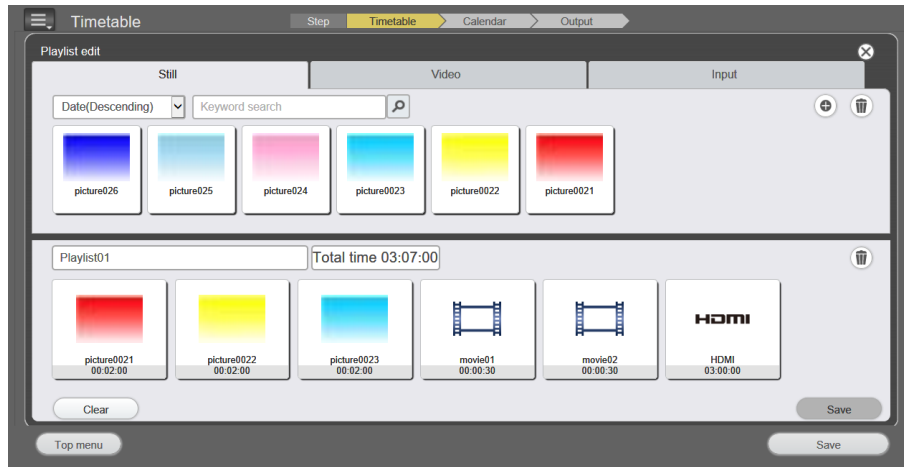 Timetable
Step Timetable Calendar Output
Playlist edit
Still Video Input
Date(Descending) Keyword search
picture026 picture025 picture024 picture0023 picture0022 picture0021
Playlist01 Total time 03:07:00
picture0021 picture0022 picture0023 movie01 movie02 HDMI HDMI
00:02:00 00:02:00 00:02:00 00:00:30 00:00:30 03:00:00
Clear Save
Top menu Save